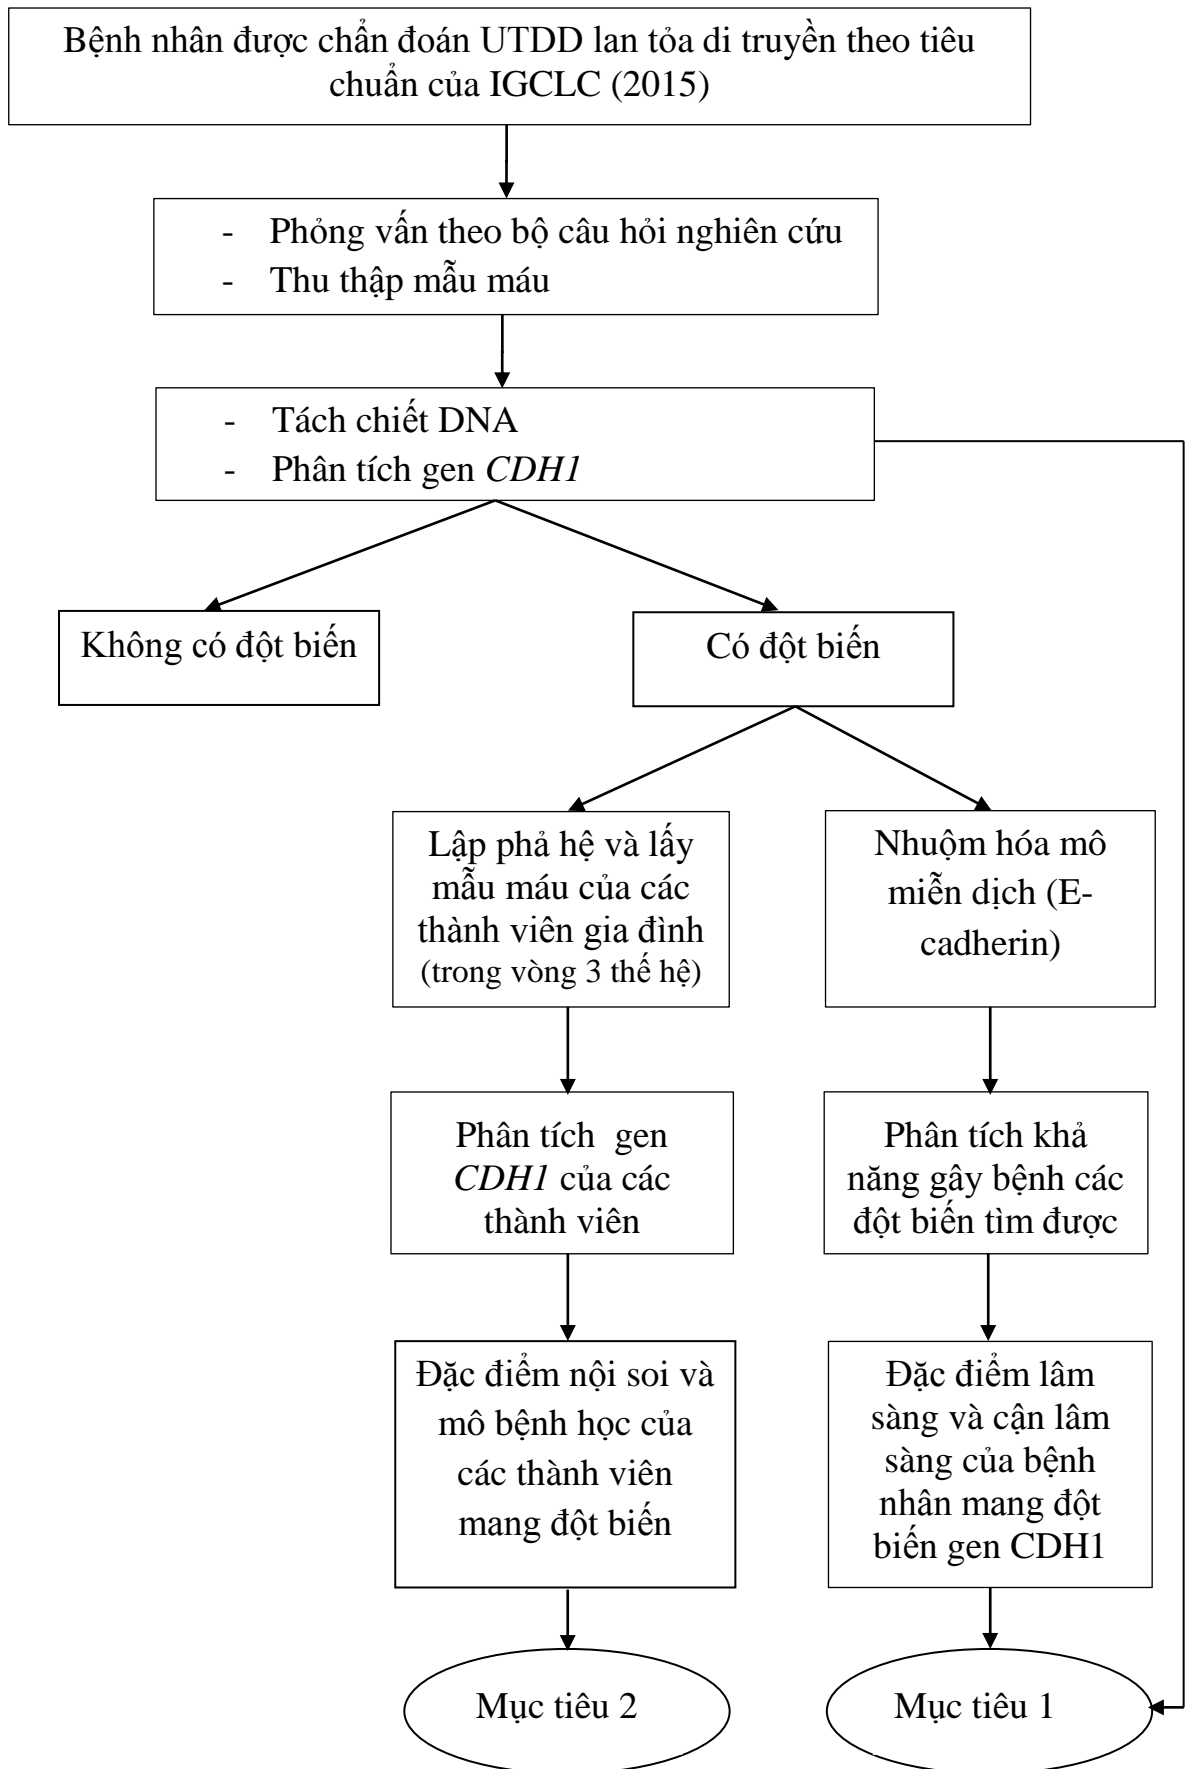 Bệnh nhân được chẩn đoán UTDD lan tỏa di truyền theo tiêu
chuẩn của IGCLC (2015)
- Phỏng vấn theo bộ câu hỏi nghiên cứu
- Thu thập mẫu máu
- Tách chiết DNA
- Phân tích gen CDH1
Không có đột biến
Có đột biến
Lập phả hệ và lấy
mẫu máu của các
thành viên gia đình
(trong vòng 3 thế hệ)
Nhuộm hóa mô
miễn dịch (E-
cadherin)
Phân tích gen
CDH1 của các
thành viên
Phân tích khả
năng gây bệnh các
đột biến tìm được
Đặc điểm nội soi và
mô bệnh học của
các thành viên
mang đột biến
Đặc điểm lâm
sàng và cận lâm
sàng của bệnh
nhân mang đột
biến gen CDH1
Mục tiêu 2
Mục tiêu 1